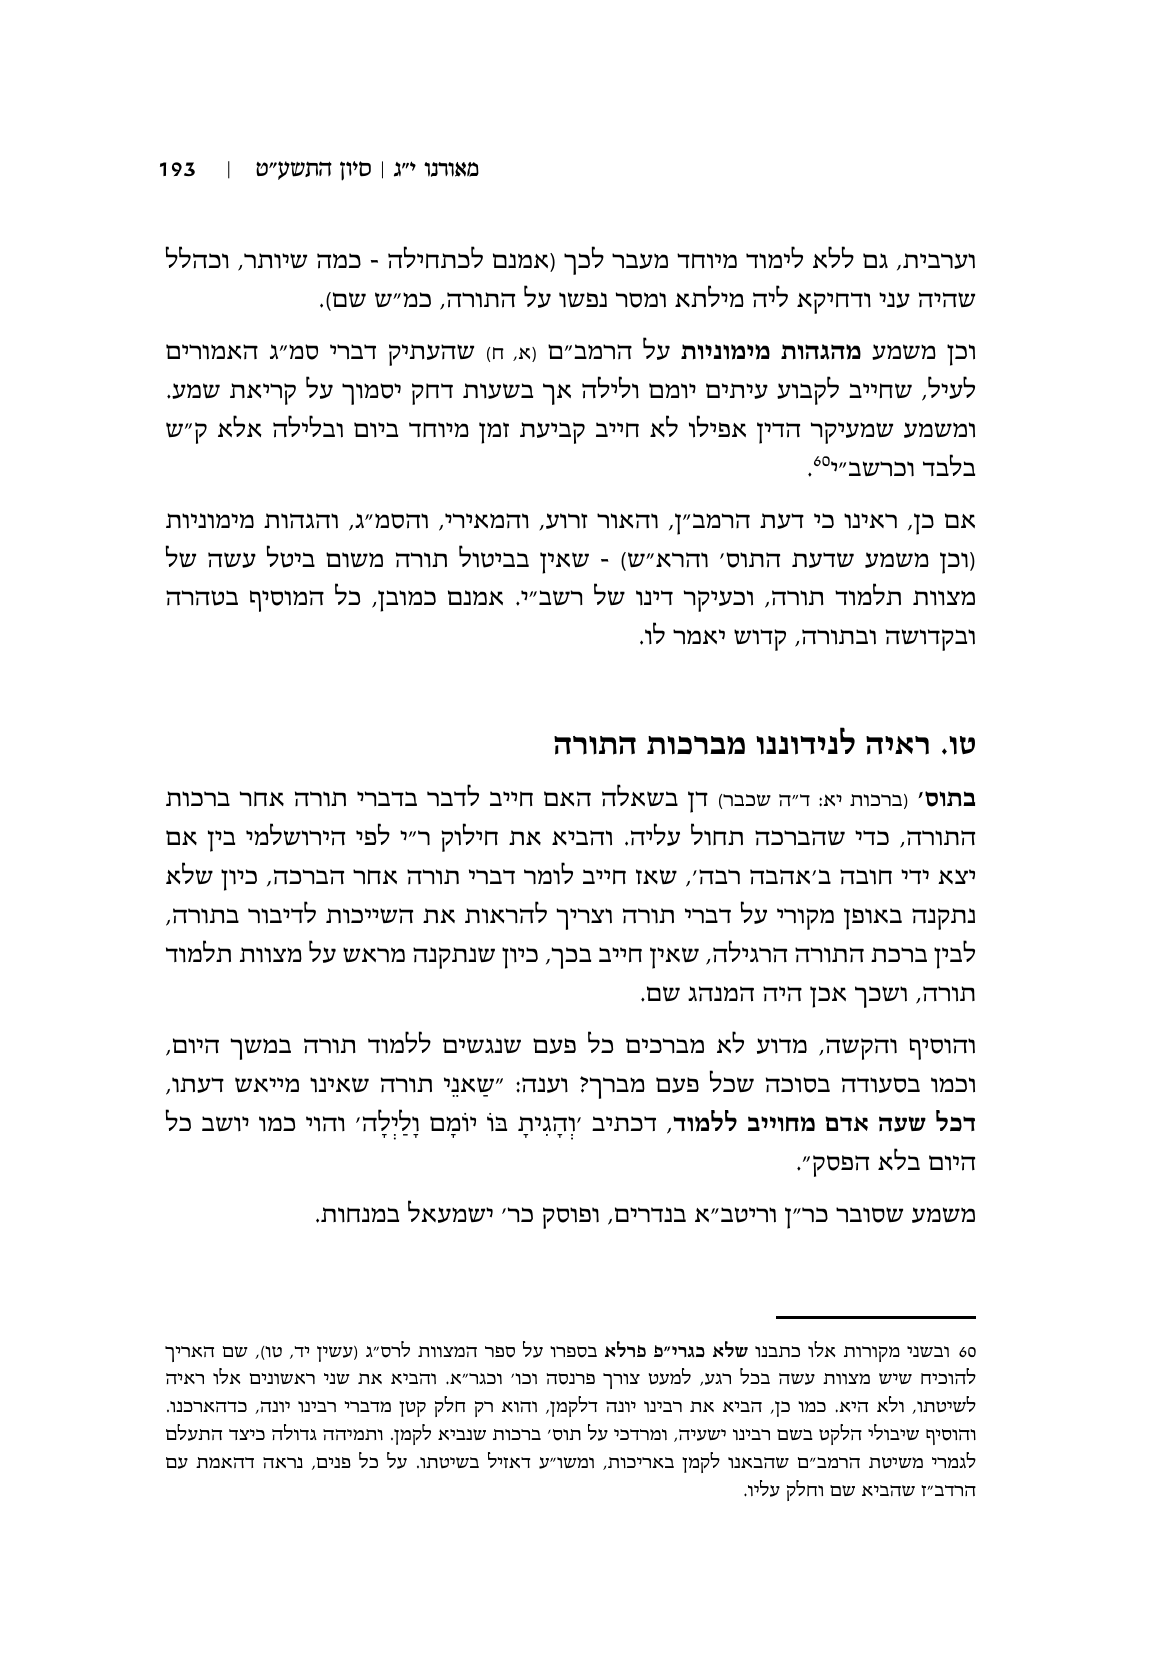 מאורנו י״ג | סיון התשע״ט | 193
וערבית, גם ללא לימוד מיוחד מעבר לכך (אמנם לכתחילה - כמה שיותר, וכהלל
שהיה עני ודחיקא ליה מילתא ומסר נפשו על התורה, כמ״ש שם).
וכן משמע מהגהות מימוניות על הרמב״ם (א, ח) שהעתיק דברי סמ״ג האמורים
לעיל, שחייב לקבוע עיתים יומם ולילה אך בשעות דחק יסמוך על קריאת שמע.
ומשמע שמעיקר הדין אפילו לא חייב קביעת זמן מיוחד ביום ובלילה אלא ק״ש
בלבד וכרשב״י60.
אם כן, ראינו כי דעת הרמב״ן, והאור זרוע, והמאירי, והסמ״ג, והגהות מימוניות
(וכן משמע שדעת התוס׳ והרא״ש) - שאין בביטול תורה משום ביטל עשה של
מצוות תלמוד תורה, וכעיקר דינו של רשב״י. אמנם כמובן, כל המוסיף בטהרה
ובקדושה ובתורה, קדוש יאמר לו.
טו. ראיה לנידוננו מברכות התורה
בתוס׳ (ברכות יא: ד״ה שכבר) דן בשאלה האם חייב לדבר בדברי תורה אחר ברכות
התורה, כדי שהברכה תחול עליה. והביא את חילוק ר״י לפי הירושלמי בין אם
יצא ידי חובה ב׳אהבה רבה׳, שאז חייב לומר דברי תורה אחר הברכה, כיון שלא
נתקנה באופן מקורי על דברי תורה וצריך להראות את השייכות לדיבור בתורה,
לבין ברכת התורה הרגילה, שאין חייב בכך, כיון שנתקנה מראש על מצוות תלמוד
תורה, ושכך אכן היה המנהג שם.
והוסיף והקשה, מדוע לא מברכים כל פעם שנגשים ללמוד תורה במשך היום,
וכמו בסעודה בסוכה שכל פעם מברך? וענה: ״שַאנֵי תורה שאינו מייאש דעתו,
דכל שעה אדם מחוייב ללמוד, דכתיב ׳וְהָגִיתָ בּוֹ יוֹמָם וָלַיְלָה׳ והוי כמו יושב כל
היום בלא הפסק״.
משמע שסובר כר״ן וריטב״א בנדרים, ופוסק כר׳ ישמעאל במנחות.
60 ובשני מקורות אלו כתבנו שלא כגרי״פ פרלא בספרו על ספר המצוות לרס״ג (עשין יד, טו), שם האריך
להוכיח שיש מצוות עשה בכל רגע, למעט צורך פרנסה וכו׳ וכגר״א. והביא את שני ראשונים אלו ראיה
לשיטתו, ולא היא. כמו כן, הביא את רבינו יונה דלקמן, והוא רק חלק קטן מדברי רבינו יונה, כדהארכנו.
והוסיף שיבולי הלקט בשם רבינו ישעיה, ומרדכי על תוס׳ ברכות שנביא לקמן. ותמיהה גדולה כיצד התעלם
לגמרי משיטת הרמב״ם שהבאנו לקמן באריכות, ומשו״ע דאזיל בשיטתו. על כל פנים, נראה דהאמת עם
הרדב״ז שהביא שם וחלק עליו.